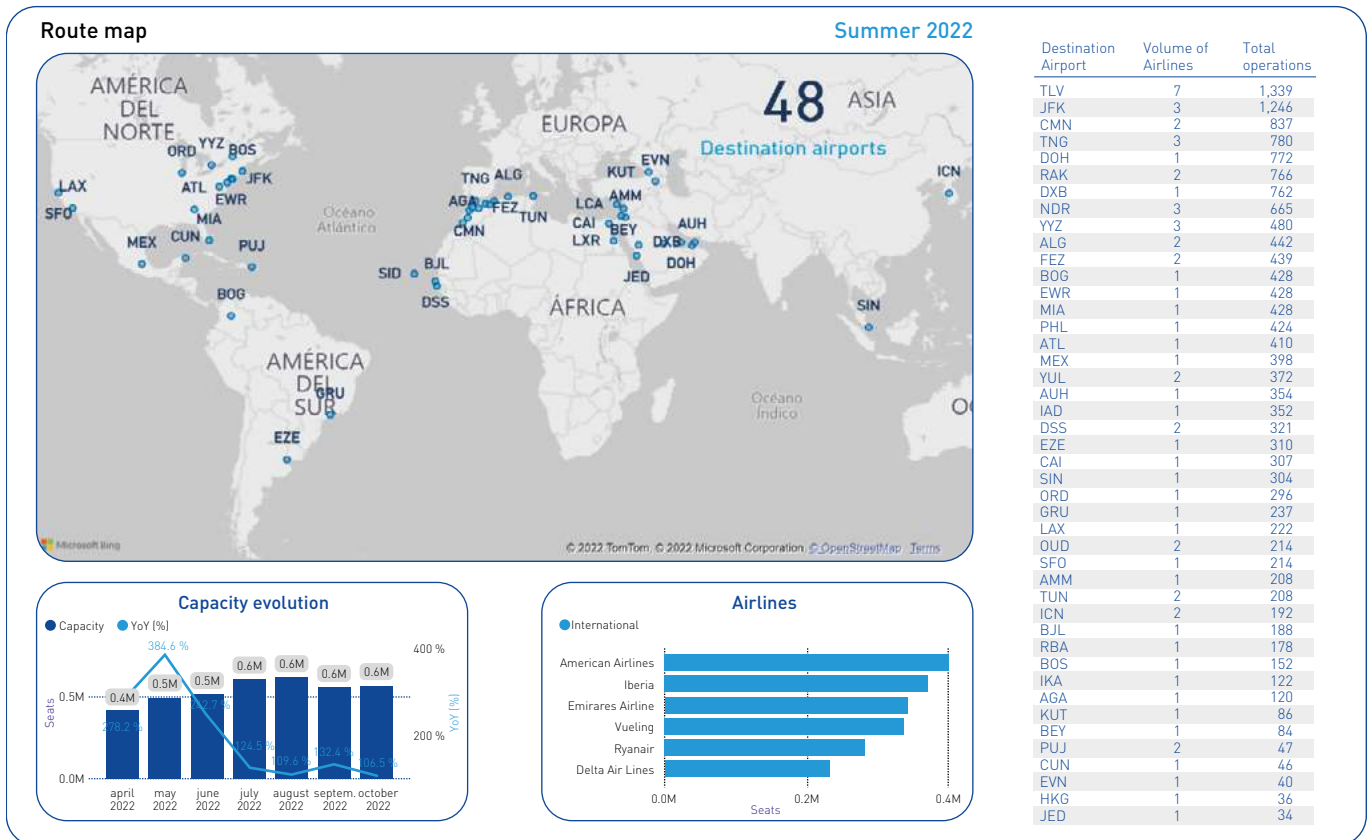 Route map
Summer 2022
AMÉRICA
DEL
NORTE
EUROPA
48
ASIA
Destination airports
ORD
YYZ
BOS
JFK
ATL
EWR
MIA
LAX
SFO
MEX
CUN
PUJ
BOG
Océano
Atlántico
TNG
ALG
AGA
FEZ
TUN
CMN
EVN
KUT
AMM
LCA
CAI
BEY
LXR
AUH
DXB
DOH
JED
ICN
SIN
SID
BJL
DSS
ÁFRICA
AMÉRICA
DEL
SUR
GRU
EZE
Océano
Índico
Microsoft Bing
© 2022 TomTom, © 2022 Microsoft Corporation © OpenStreetMap Terms
Destination Airport Volume of Airlines Total operations
TLV 7 1,339
JFK 3 1,246
CMN 2 837
TNG 3 780
DOH 1 772
RAK 2 766
DXB 1 762
NDR 3 665
YYZ 3 480
ALG 2 442
FEZ 2 439
BOG 1 428
EWR 1 428
MIA 1 428
PHL 1 424
ATL 1 410
MEX 1 398
YUL 2 372
AUH 1 354
IAD 1 352
DSS 2 321
EZE 1 310
CAI 1 307
SIN 1 304
ORD 1 296
GRU 1 237
LAX 1 222
OUD 2 214
SFO 1 214
AMM 1 208
TUN 2 208
ICN 2 192
BJL 1 188
RBA 1 178
BOS 1 152
IKA 1 122
AGA 1 120
KUT 1 86
BEY 1 84
PUJ 2 47
CUN 1 46
EVN 1 40
HKG 1 36
JED 1 34
Capacity evolution
Capacity YoY (%)
384.6 %
400 %
0.4M 0.5M 0.5M 0.6M 0.6M 0.6M 0.6M
0.5M
278.2 %
124.5 % 109.6 % 132.4 % 106.5 %
200 %
0.0M
Seats
YoY (%)
april 2022
may 2022
june 2022
july 2022
august 2022
septem. 2022
october 2022
Airlines
International
American Airlines
Iberia
Emirares Airline
Vueling
Ryanair
Delta Air Lines
0.0M 0.2M 0.4M
Seats